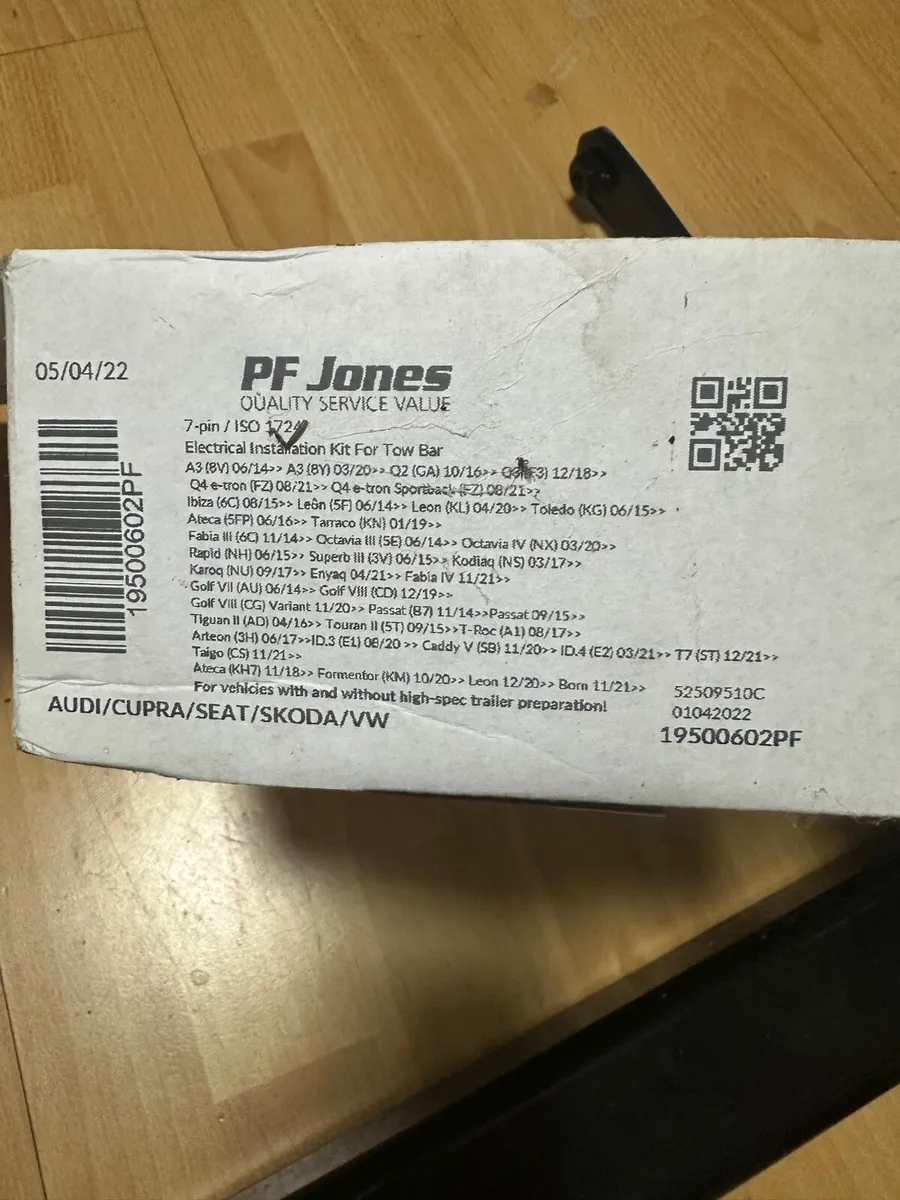 05/04/22
PF Jones
QUALITY SERVICE VALUE
7-pin / ISO 1724
Electrical Installation Kit For Tow Bar
A3 (8V) 06/14>> A3 (8Y) 03/20>> Q2 (GA) 10/16>> Q3 (F3) 12/18>>
Q4 e-tron (FZ) 08/21>> Q4 e-tron Sportback (FZ) 08/21>>
Ibiza (6C) 08/15>> Leôn (5F) 06/14>> Leon (KL) 04/20>> Toledo (KG) 06/15>>
Ateca (5FP) 06/16>> Tarraco (KN) 01/19>>
Fabia III (6C) 11/14>> Octavia III (5E) 06/14>> Octavia IV (NX) 03/20>>
Rapid (NH) 06/15>> Superb III (3V) 06/15>> Kodiaq (NS) 03/17>>
Karoq (NU) 09/17>> Enyaq 04/21>> Fabia IV 11/21>>
Golf VII (AU) 06/14>> Golf VIII (CD) 12/19>>
Golf VIII (CG) Variant 11/20>> Passat (B7) 11/14>>Passat 09/15>>
Tiguan II (AD) 04/16>> Touran II (5T) 09/15>>T-Roc (A1) 08/17>>
Arteon (3H) 06/17>>ID.3 (E1) 08/20 >> Caddy V (SB) 11/20>> ID.4 (E2) 03/21>> T7 (ST) 12/21>>
Taigo (CS) 11/21>>
Ateca (KH7) 11/18>> Formentor (KM) 10/20>> Leon 12/20>> Born 11/21>>
For vehicles with and without high-spec trailer preparation!
AUDI/CUPRA/SEAT/SKODA/VW
19500602PF
52509510C
01042022
19500602PF